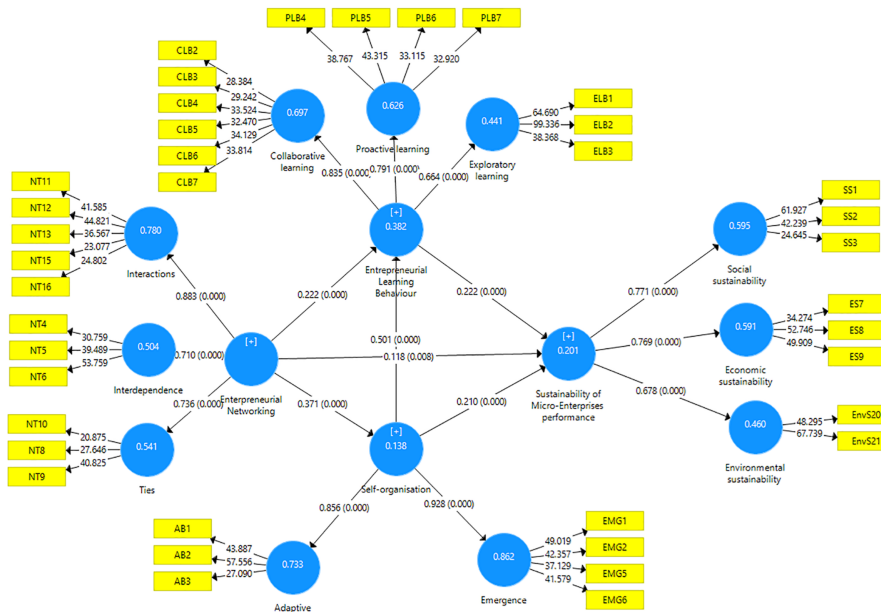 PLB4
PLB5
PLB6
PLB7
38.767
43.315
33.115
32.920
CLB2
CLB3
CLB4
CLB5
CLB6
CLB7
28.384
29.242
33.524
32.470
34.129
33.814
0.697
Collaborative
learning
0.626
Proactive learning
0.441
Exploratory
learning
64.690
99.336
38.368
ELB1
ELB2
ELB3
0.835 (0.000)
0.791 (0.000)
0.664 (0.000)
NT11
NT12
NT13
NT15
NT16
41.585
44.821
36.567
23.077
24.802
0.780
Interactions
[+]
0.382
Entrepreneurial
Learning
Behaviour
SS1
SS2
SS3
61.927
42.239
24.645
0.595
Social
sustainability
0.883 (0.000)
0.222 (0.000)
0.222 (0.000)
0.771 (0.000)
NT4
NT5
NT6
30.759
39.489
53.759
0.504
Interdependence
0.710 (0.000)
[+]
Enterpreneurial
Networking
0.501 (0.000)
0.118 (0.008)
[+]
0.201
Sustainability of
Micro-Enterprises
performance
0.769 (0.000)
0.591
Economic
sustainability
34.274
52.746
49.909
ES7
ES8
ES9
0.736 (0.000)
0.371 (0.000)
0.210 (0.000)
0.678 (0.000)
NT10
NT8
NT9
20.875
27.646
40.825
0.541
Ties
[+]
0.138
Self-organisation
0.460
Environmental
sustainability
48.295
67.739
EnvS20
EnvS21
0.856 (0.000)
0.928 (0.000)
AB1
AB2
AB3
43.887
57.556
27.090
0.733
Adaptive
0.862
Emergence
49.019
42.357
37.129
41.579
EMG1
EMG2
EMG5
EMG6